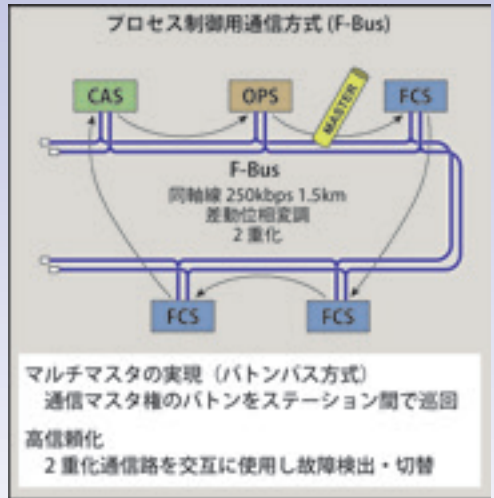 プロセス制御用通信方式 (F-Bus)
CAS
OPS
MASTER
FCS
F-Bus
同軸線 250kbps 1.5km
差動位相変調
2 重化
FCS
FCS
マルチマスタの実現（バトンパス方式）
通信マスタ権のバトンをステーション間で巡回
高信頼化
2 重化通信路を交互に使用し故障検出・切替